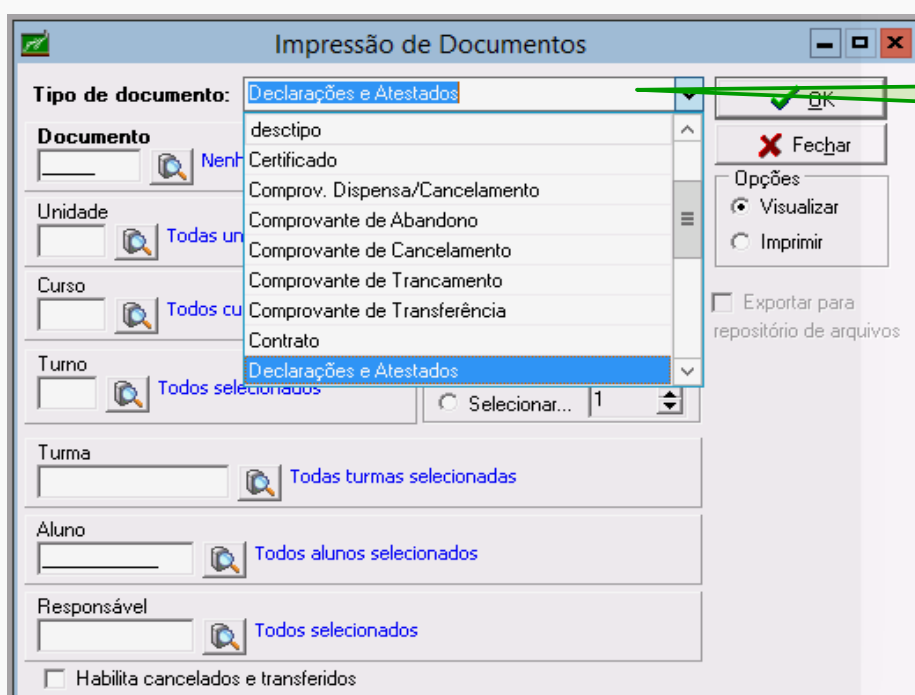 Impressão de Documentos
Tipo de documento: Declarações e Atestados
OK
desctipo
Documento
Nenh
Certificado
Fechar
Comprov. Dispensa/Cancelamento
Opções
Unidade
Comprovante de Abandono
Visualizar
Todas un
Comprovante de Cancelamento
Imprimir
Curso
Comprovante de Trancamento
Todos cu
Comprovante de Transferência
Exportar para
repositório de arquivos
Contrato
Turno
Declarações e Atestados
Todos selecionados
Selecionar... 1
Turma
Todas turmas selecionadas
Aluno
Todos alunos selecionados
Responsável
Todos selecionados
Habilita cancelados e transferidos